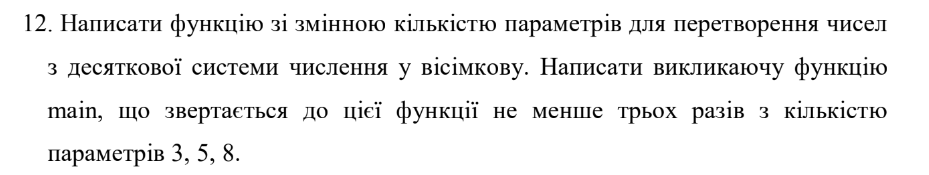 12. Написати функцію зі змінною кількістю параметрів для перетворення чисел
з десяткової системи числення у вісімкову. Написати викликаючу функцію
main, що звертається до цієї функції не менше трьох разів з кількістю
параметрів 3, 5, 8.